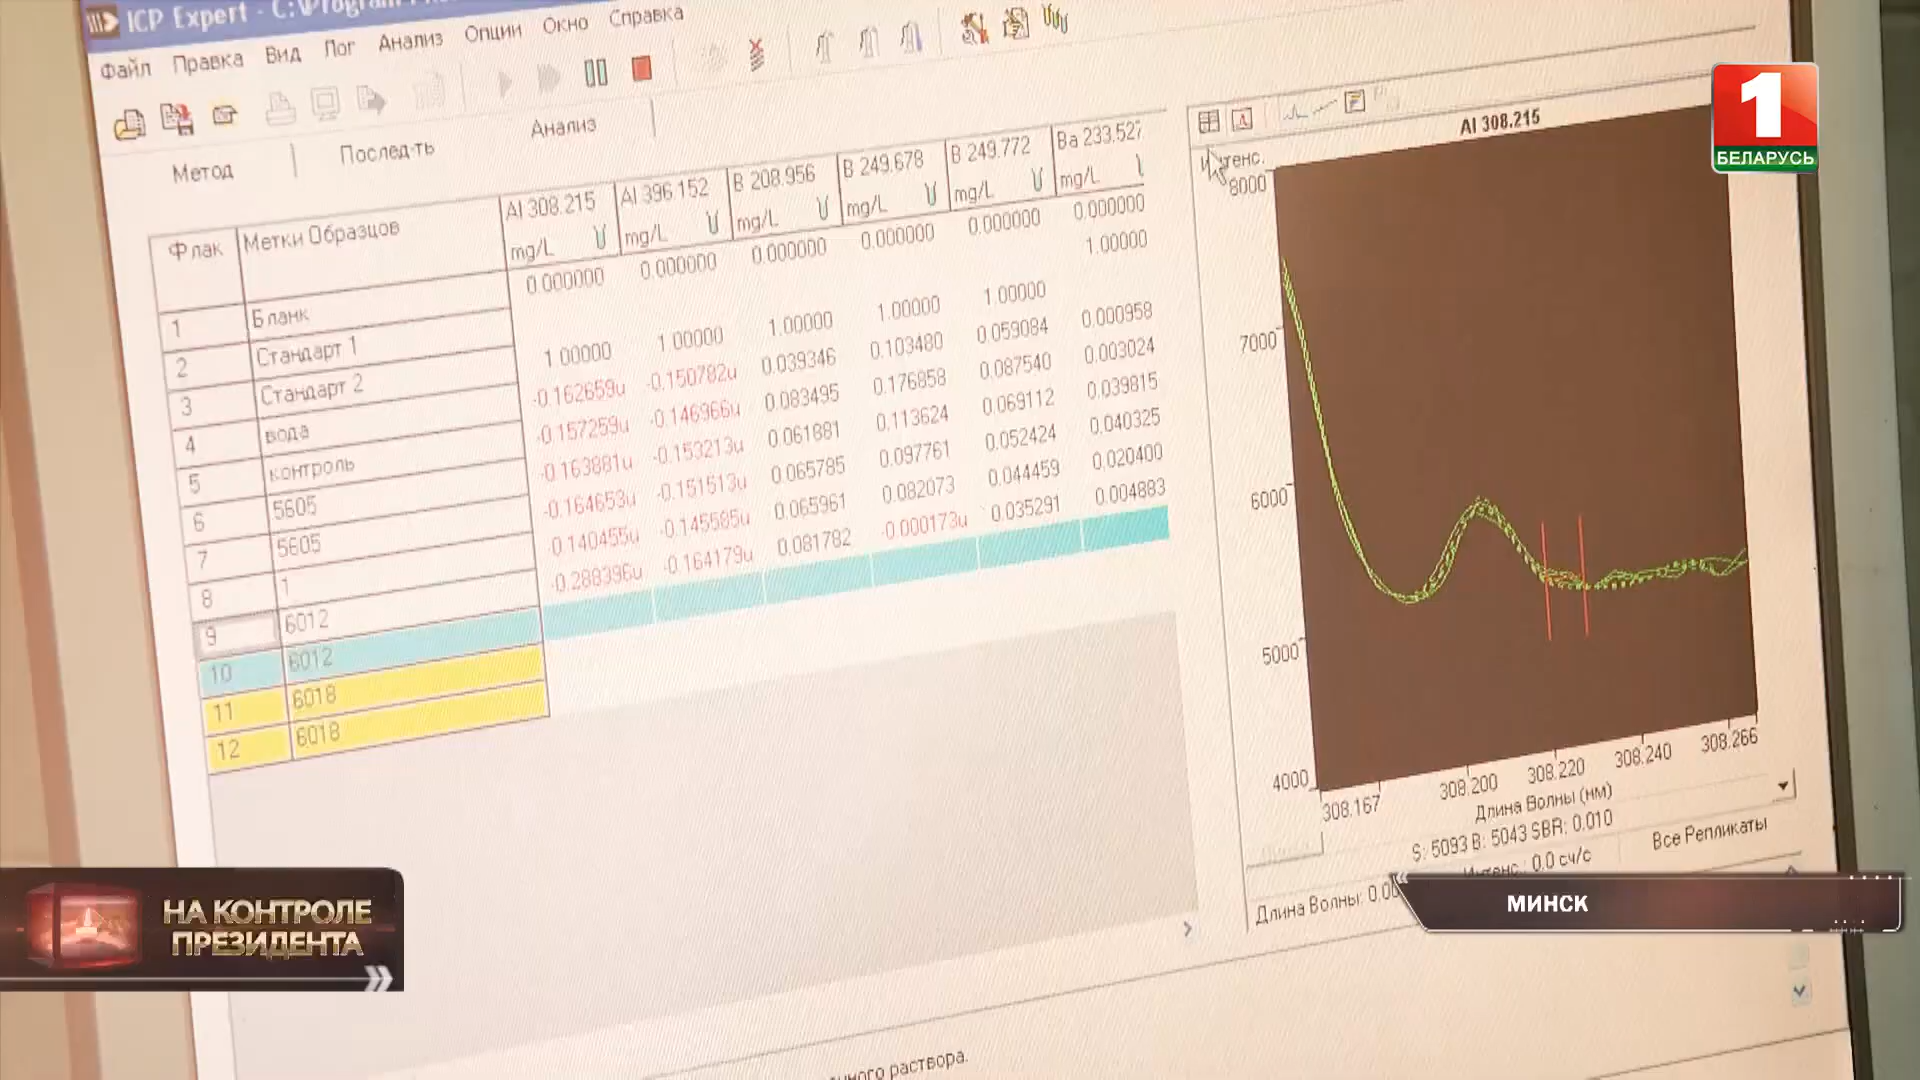 ICP Expert - C:\Program
Файл Правка Вид Лог Анализ Опции Окно Справка
Метод Послед-ть Анализ
Флак Метки Образцов
Al 308.215 Al 396.152 B 208.956 B 249.678 B 249.772 Ba 233.527
mg/L mg/L mg/L mg/L mg/L mg/L
0.000000 0.000000 0.000000 0.000000 0.000000 0.000000
1.00000
1.00000 1.00000 1.00000 1.00000 1.00000
-0.162659u -0.150782u 0.039346 0.103480 0.059084 0.000958
-0.157259u -0.146966u 0.083495 0.176858 0.087540 0.003024
-0.163881u -0.153213u 0.061881 0.113624 0.069112 0.039815
-0.164653u -0.151513u 0.065785 0.097761 0.052424 0.040325
-0.140455u -0.145585u 0.065961 0.082073 0.044459 0.020400
-0.288396u -0.164179u 0.081782 -0.000173u 0.035291 0.004883
1 Бланк
2 Стандарт 1
3 Стандарт 2
4 вода
5 контроль
6 5605
7 5605
8 1
9 6012
10 6012
11 6018
12 6018
Al 308.215
Интенс.
8000
7000
6000
5000
4000
308.167 308.200 308.220 308.240 308.266
Длина Волны (нм)
S: 5093 B: 5043 SBR: 0.010
Длина Волны: 0.00 Интенс.: 0.0 сч/с Все Репликаты
раствора.
1
БЕЛАРУСЬ
НА КОНТРОЛЕ
ПРЕЗИДЕНТА
МИНСК